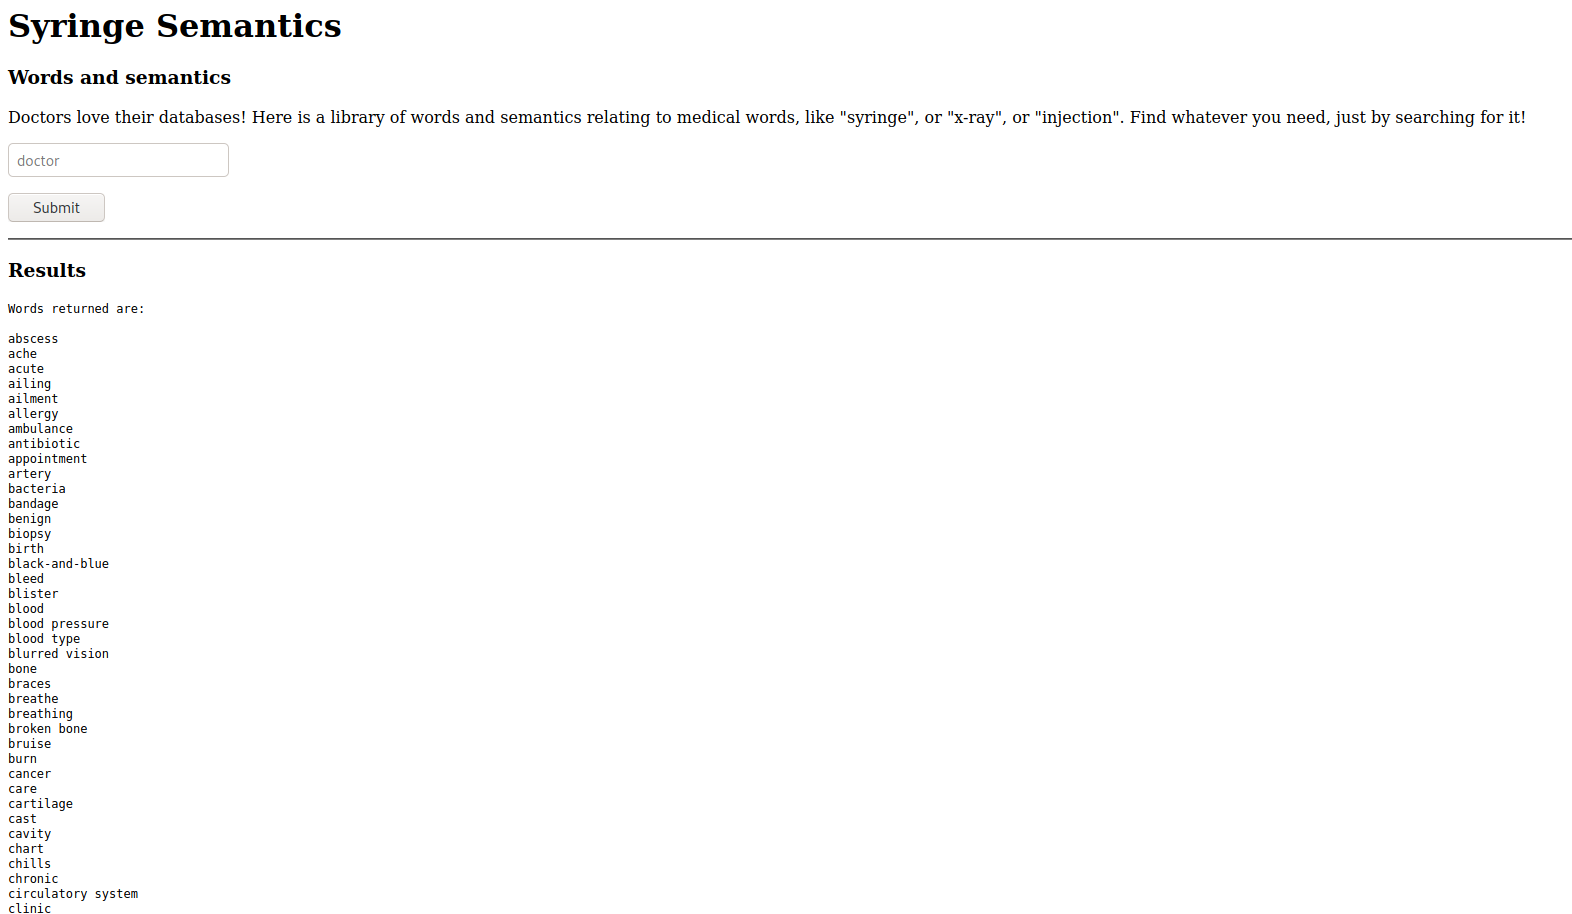 Syringe Semantics
Words and semantics
Doctors love their databases! Here is a library of words and semantics relating to medical words, like "syringe", or "x-ray", or "injection". Find whatever you need, just by searching for it!
doctor
Submit
Results
Words returned are:
abscess
ache
acute
ailing
ailment
allergy
ambulance
antibiotic
appointment
artery
bacteria
bandage
benign
biopsy
birth
black-and-blue
bleed
blister
blood
blood pressure
blood type
blurred vision
bone
braces
breathe
breathing
broken bone
bruise
burn
cancer
care
cartilage
cast
cavity
chart
chills
chronic
circulatory system
clinic